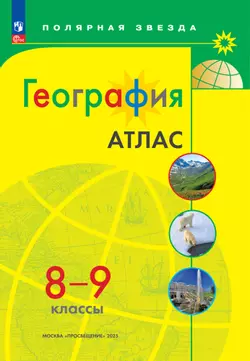 ПОЛЯРНАЯ ЗВЕЗДА
География
АТЛАС
8–9
КЛАССЫ
МОСКВА «ПРОСВЕЩЕНИЕ» 2025